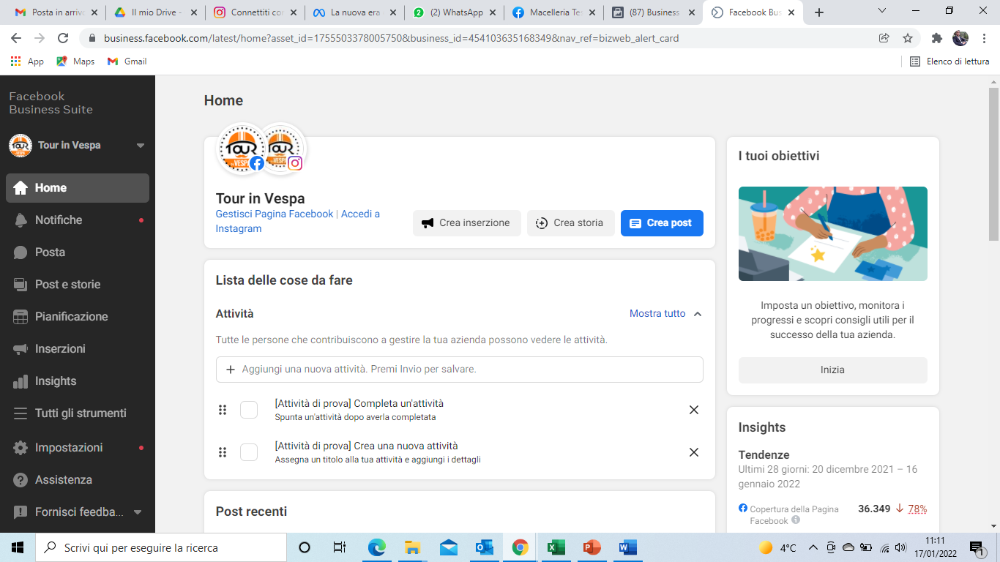 Posta in arrivo
Il mio Drive -
Connettiti co
La nuova era
(2) WhatsApp
Macelleria Te
(87) Business
Facebook Bus
business.facebook.com/latest/home?asset_id=1755503378005750&business_id=454103635168349&nav_ref=bizweb_alert_card
App
Maps
Gmail
Elenco di lettura
Facebook
Business Suite
Tour in Vespa
Home
Notifiche
Posta
Post e storie
Pianificazione
Inserzioni
Insights
Tutti gli strumenti
Impostazioni
Assistenza
Fornisci feedba...
Home
TOUR
IN VESPA
Tour in Vespa
Gestisci Pagina Facebook | Accedi a
Instagram
Crea inserzione
Crea storia
Crea post
Lista delle cose da fare
Attività
Mostra tutto
Tutte le persone che contribuiscono a gestire la tua azienda possono vedere le attività.
+ Aggiungi una nuova attività. Premi Invio per salvare.
[Attività di prova] Completa un'attività
Spunta un'attività dopo averla completata
[Attività di prova] Crea una nuova attività
Assegna un titolo alla tua attività e aggiungi i dettagli
Post recenti
I tuoi obiettivi
Imposta un obiettivo, monitora i
progressi e scopri consigli utili per il
successo della tua azienda.
Inizia
Insights
Tendenze
Ultimi 28 giorni: 20 dicembre 2021 – 16
gennaio 2022
Copertura della Pagina
Facebook
36.349 ↓ 78%
Scrivi qui per eseguire la ricerca
4°C
11:11
17/01/2022
1